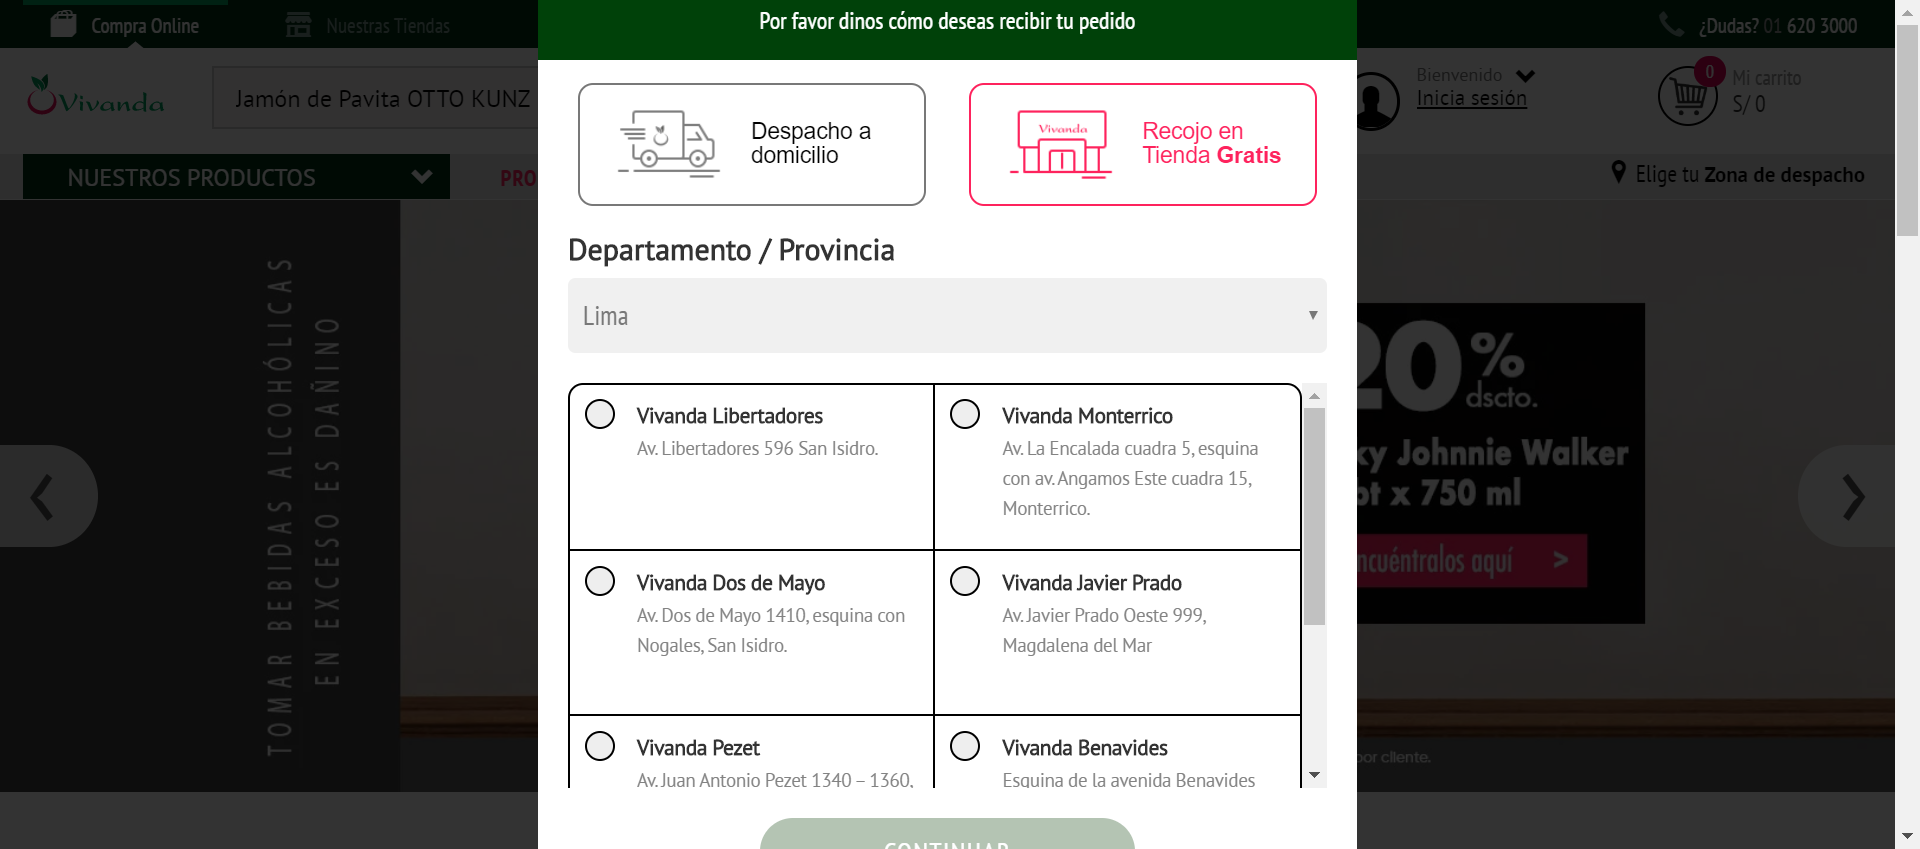 Compra Online
Nuestras Tiendas
Por favor dinos cómo deseas recibir tu pedido
¿Dudas? 01 620 3000
Vivanda
Jamón de Pavita OTTO KUNZ
Bienvenido
Inicia sesión
0
Mi carrito
S/ 0
NUESTROS PRODUCTOS
PRO
Elige tu Zona de despacho
Despacho a
domicilio
Vivanda
Recojo en
Tienda Gratis
Departamento / Provincia
Lima
Vivanda Libertadores
Av. Libertadores 596 San Isidro.
Vivanda Monterrico
Av. La Encalada cuadra 5, esquina
con av. Angamos Este cuadra 15,
Monterrico.
Vivanda Dos de Mayo
Av. Dos de Mayo 1410, esquina con
Nogales, San Isidro.
Vivanda Javier Prado
Av. Javier Prado Oeste 999,
Magdalena del Mar
Vivanda Pezet
Av. Juan Antonio Pezet 1340 – 1360,
Vivanda Benavides
Esquina de la avenida Benavides
CONTINUAR
TOMAR BEBIDAS ALCOHÓLICAS
EN EXCESO ES DAÑINO
20%
dscto.
ky Johnnie Walker
ot x 750 ml
ncuéntralos aquí >
por cliente.